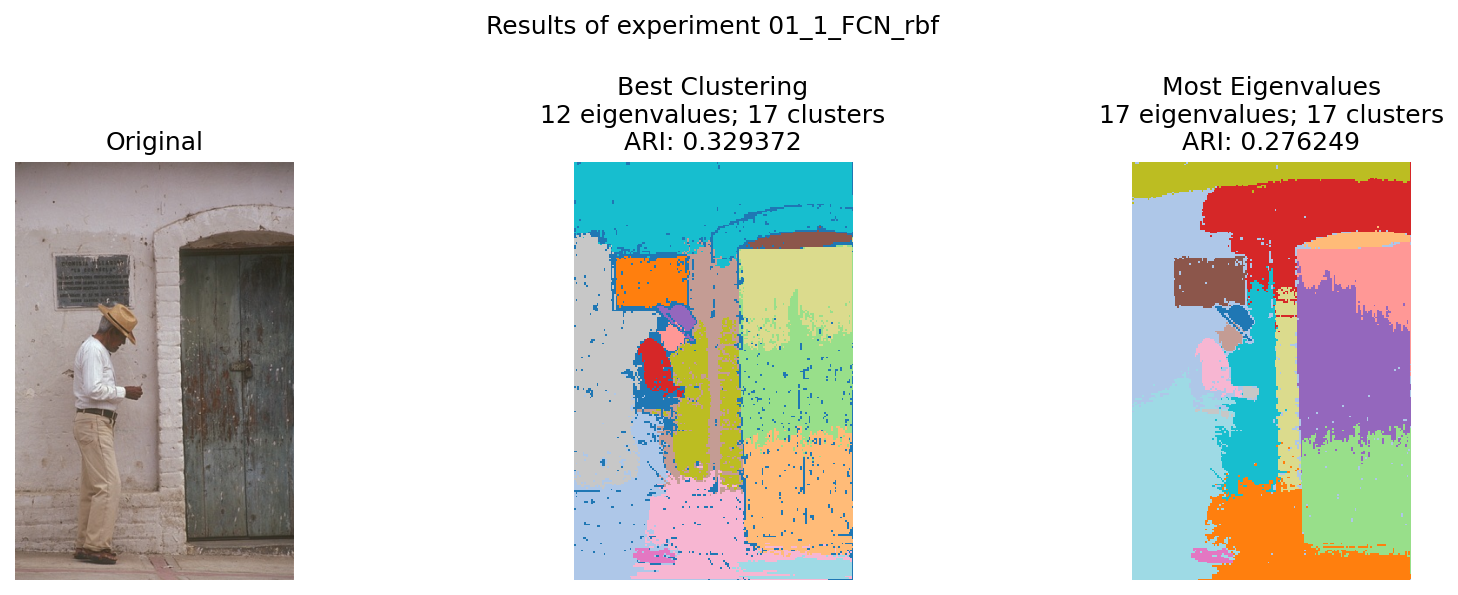 Results of experiment 01_1_FCN_rbf
Original
Best Clustering
12 eigenvalues; 17 clusters
ARI: 0.329372
Most Eigenvalues
17 eigenvalues; 17 clusters
ARI: 0.276249